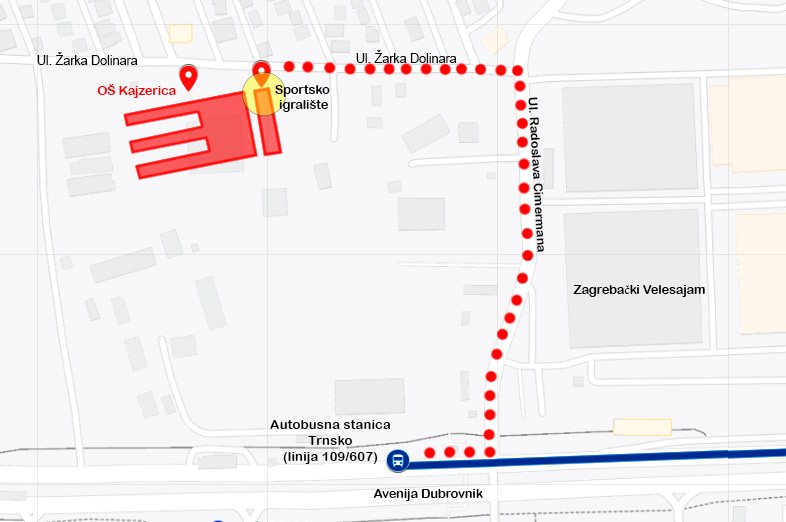 Ul. Žarka Dolinara
Ul. Žarka Dolinara
OŠ Kajzerica
Sportsko
igralište
Ul. Radoslava Cimermana
Zagrebački Velesajam
Autobusna stanica
Trnsko
(linija 109/607)
Avenija Dubrovnik